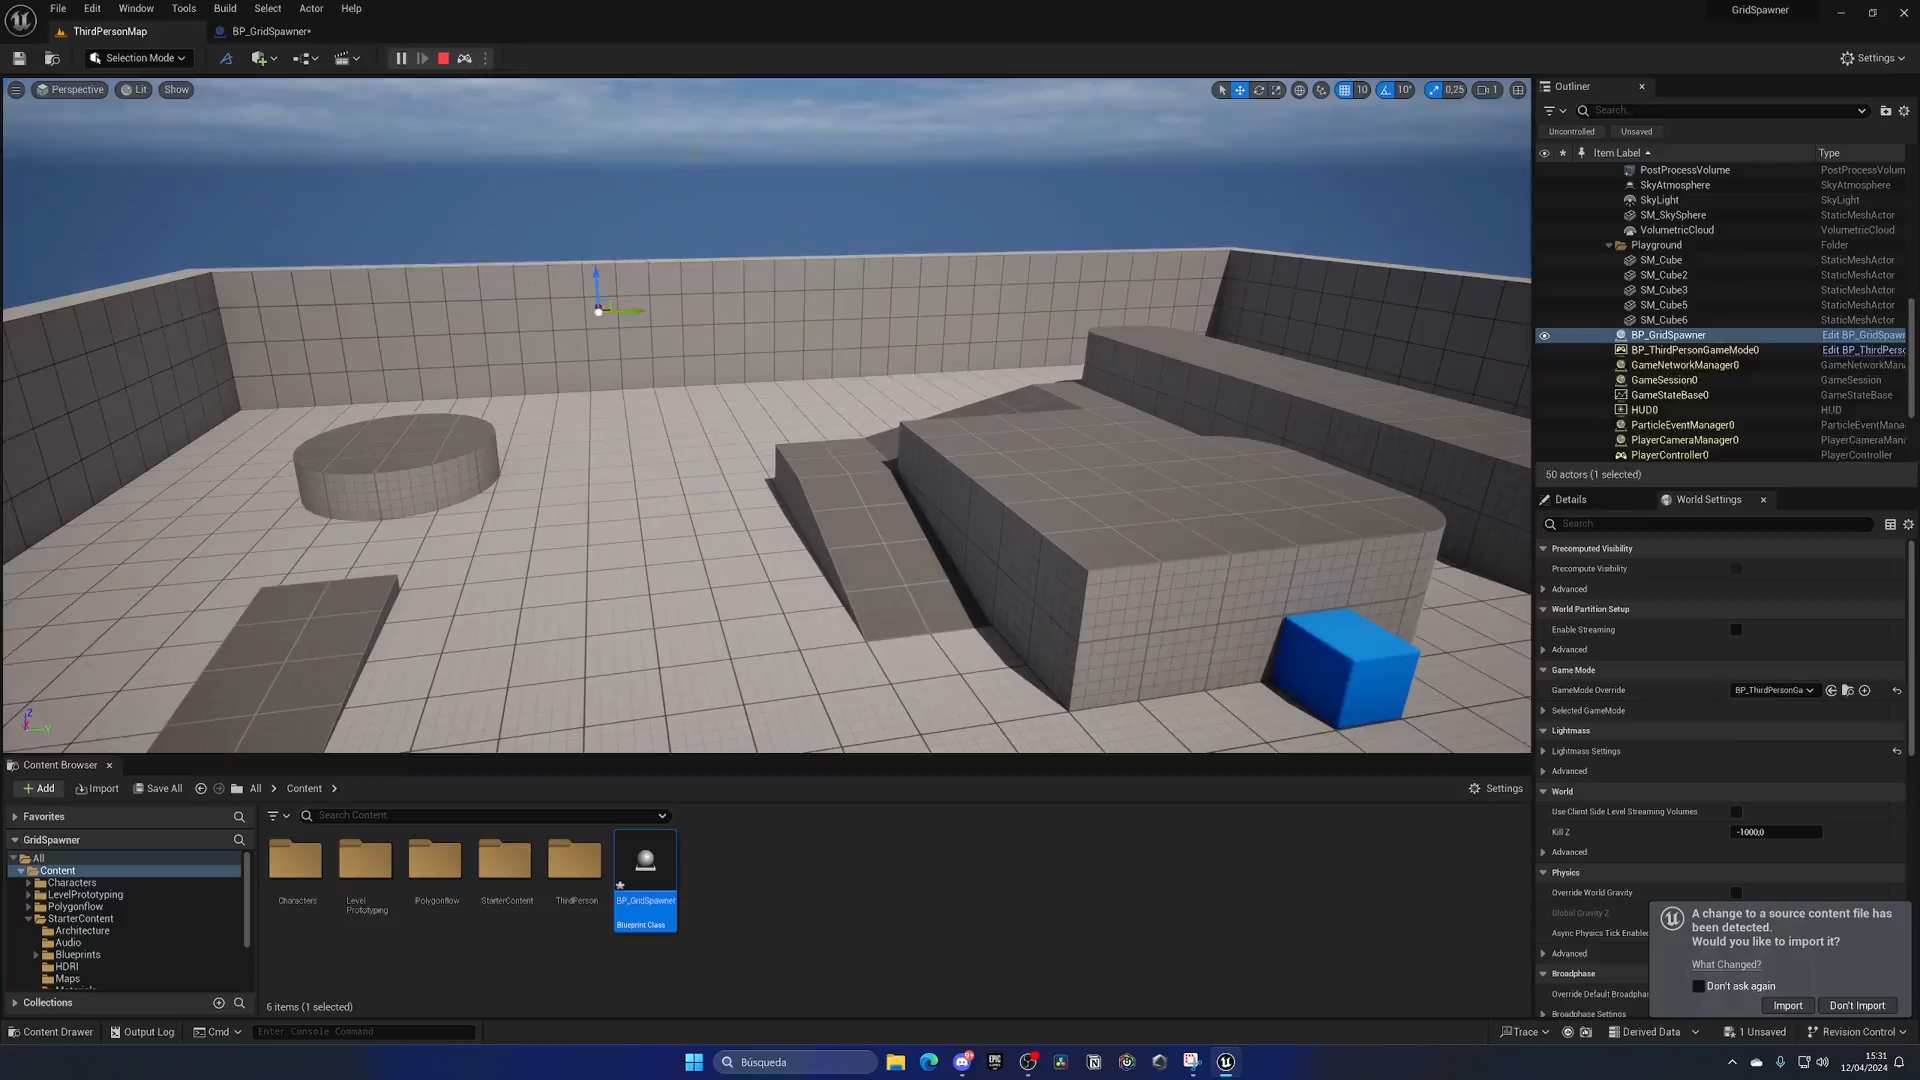 File Edit Window Tools Build Select Actor Help
GridSpawner
ThirdPersonMap
BP_GridSpawner*
Selection Mode
Settings
Perspective Lit Show
10 10° 0,25 1
Outliner
Search...
Uncontrolled Unsaved
Item Label Type
PostProcessVolume PostProcessVolum
SkyAtmosphere SkyAtmosphere
SkyLight SkyLight
SM_SkySphere StaticMeshActor
VolumetricCloud VolumetricCloud
Playground Folder
SM_Cube StaticMeshActor
SM_Cube2 StaticMeshActor
SM_Cube3 StaticMeshActor
SM_Cube5 StaticMeshActor
SM_Cube6 StaticMeshActor
BP_GridSpawner Edit BP_GridSpawn
BP_ThirdPersonGameMode0 Edit BP_ThirdPerso
GameNetworkManager0 GameNetworkMan
GameSession0 GameSession
GameStateBase0 GameStateBase
HUD0 HUD
ParticleEventManager0 ParticleEventMana
PlayerCameraManager0 PlayerCameraMana
PlayerController0 PlayerController
50 actors (1 selected)
Details World Settings
Search
Precomputed Visibility
Precompute Visibility
Advanced
World Partition Setup
Enable Streaming
Advanced
Game Mode
GameMode Override BP_ThirdPersonGa
Selected GameMode
Lightmass
Lightmass Settings
Advanced
World
Use Client Side Level Streaming Volumes
Kill Z -1000,0
Advanced
Physics
Override World Gravity
Global Gravity Z
Async Physics Tick Enabled
Advanced
Broadphase
Override Default Broadphas
Broadphase Settings
A change to a source content file has
been detected.
Would you like to import it?
What Changed?
Don't ask again
Import Don't Import
Content Browser
Add Import Save All All Content
Settings
Favorites
Search Content
GridSpawner
All
Content
Characters
LevelPrototyping
Polygonflow
StarterContent
Architecture
Audio
Blueprints
HDRI
Maps
Collections
Characters
Level
Prototyping
Polygonflow
StarterContent
ThirdPerson
BP_GridSpawner
Blueprint Class
6 items (1 selected)
Content Drawer Output Log Cmd Enter Console Command
Trace Derived Data 1 Unsaved Revision Control
Búsqueda
9+
EPIC
15:31
12/04/2024